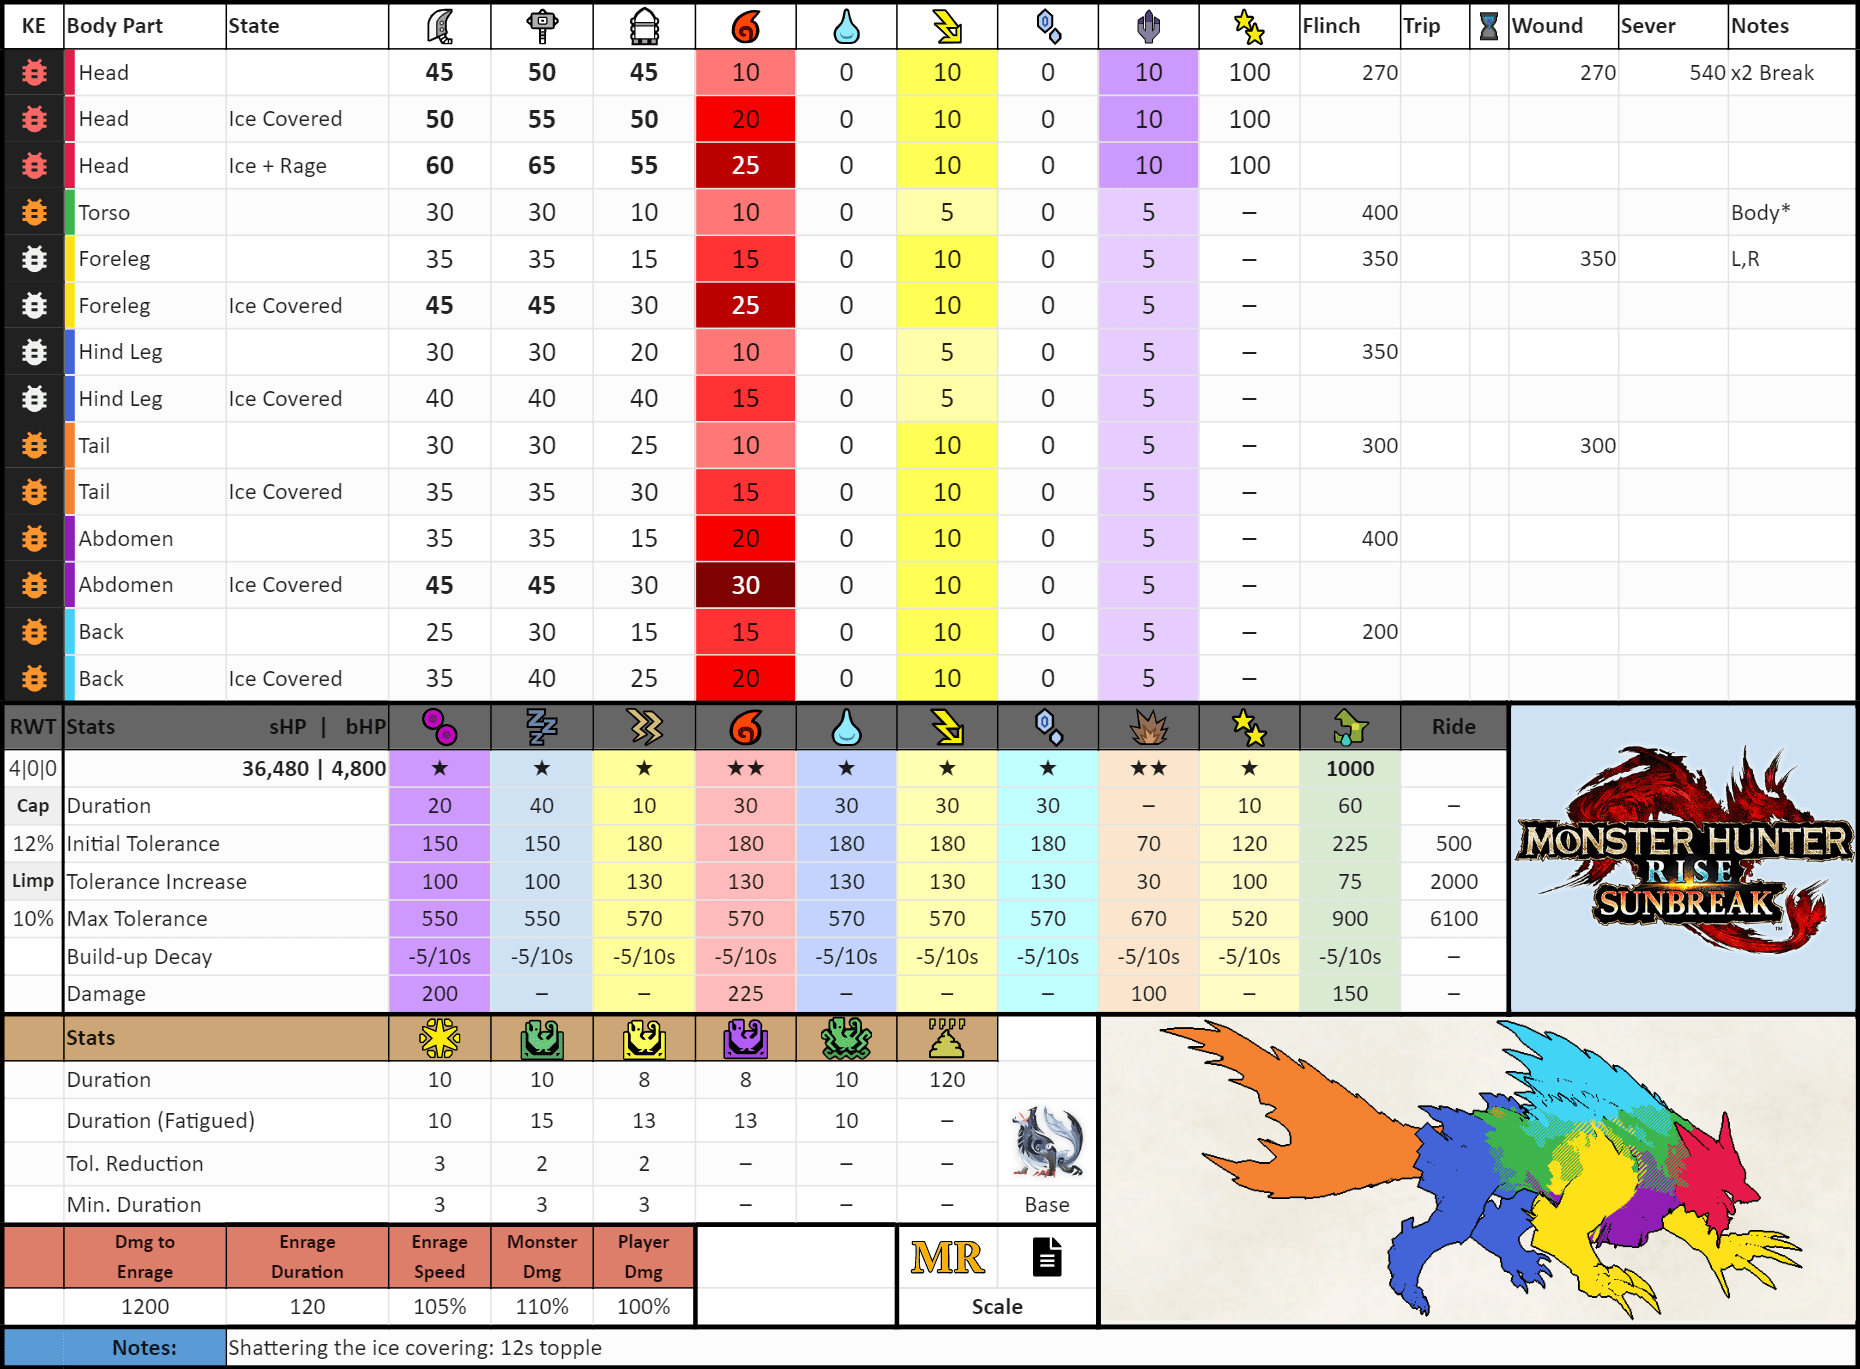 KE Body Part State Flinch Trip Wound Sever Notes
Head 45 50 45 10 0 10 0 10 100 270 270 540 x2 Break
Head Ice Covered 50 55 50 20 0 10 0 10 100
Head Ice + Rage 60 65 55 25 0 10 0 10 100
Torso 30 30 10 10 0 5 0 5 – 400 Body*
Foreleg 35 35 15 15 0 10 0 5 – 350 350 L,R
Foreleg Ice Covered 45 45 30 25 0 10 0 5 –
Hind Leg 30 30 20 10 0 5 0 5 – 350
Hind Leg Ice Covered 40 40 40 15 0 5 0 5 –
Tail 30 30 25 10 0 10 0 5 – 300 300
Tail Ice Covered 35 35 30 15 0 10 0 5 –
Abdomen 35 35 15 20 0 10 0 5 – 400
Abdomen Ice Covered 45 45 30 30 0 10 0 5 –
Back 25 30 15 15 0 10 0 5 – 200
Back Ice Covered 35 40 25 20 0 10 0 5 –
RWT Stats sHP | bHP Ride
4|0|0 36,480 | 4,800 ★ ★ ★ ★★ ★ ★ ★ ★★ ★ 1000
Cap Duration 20 40 10 30 30 30 30 – 10 60 –
12% Initial Tolerance 150 150 180 180 180 180 180 70 120 225 500
Limp Tolerance Increase 100 100 130 130 130 130 130 30 100 75 2000
10% Max Tolerance 550 550 570 570 570 570 570 670 520 900 6100
Build-up Decay -5/10s -5/10s -5/10s -5/10s -5/10s -5/10s -5/10s -5/10s -5/10s -5/10s –
Damage 200 – – 225 – – – 100 – 150 –
MONSTER HUNTER
RISE
SUNBREAK
™
Stats
Duration 10 10 8 8 10 120
Duration (Fatigued) 10 15 13 13 10 –
Tol. Reduction 3 2 2 – – –
Min. Duration 3 3 3 – – – Base
Dmg to Enrage Enrage Monster Player
Enrage Duration Speed Dmg Dmg
MR
1200 120 105% 110% 100% Scale
Notes: Shattering the ice covering: 12s topple